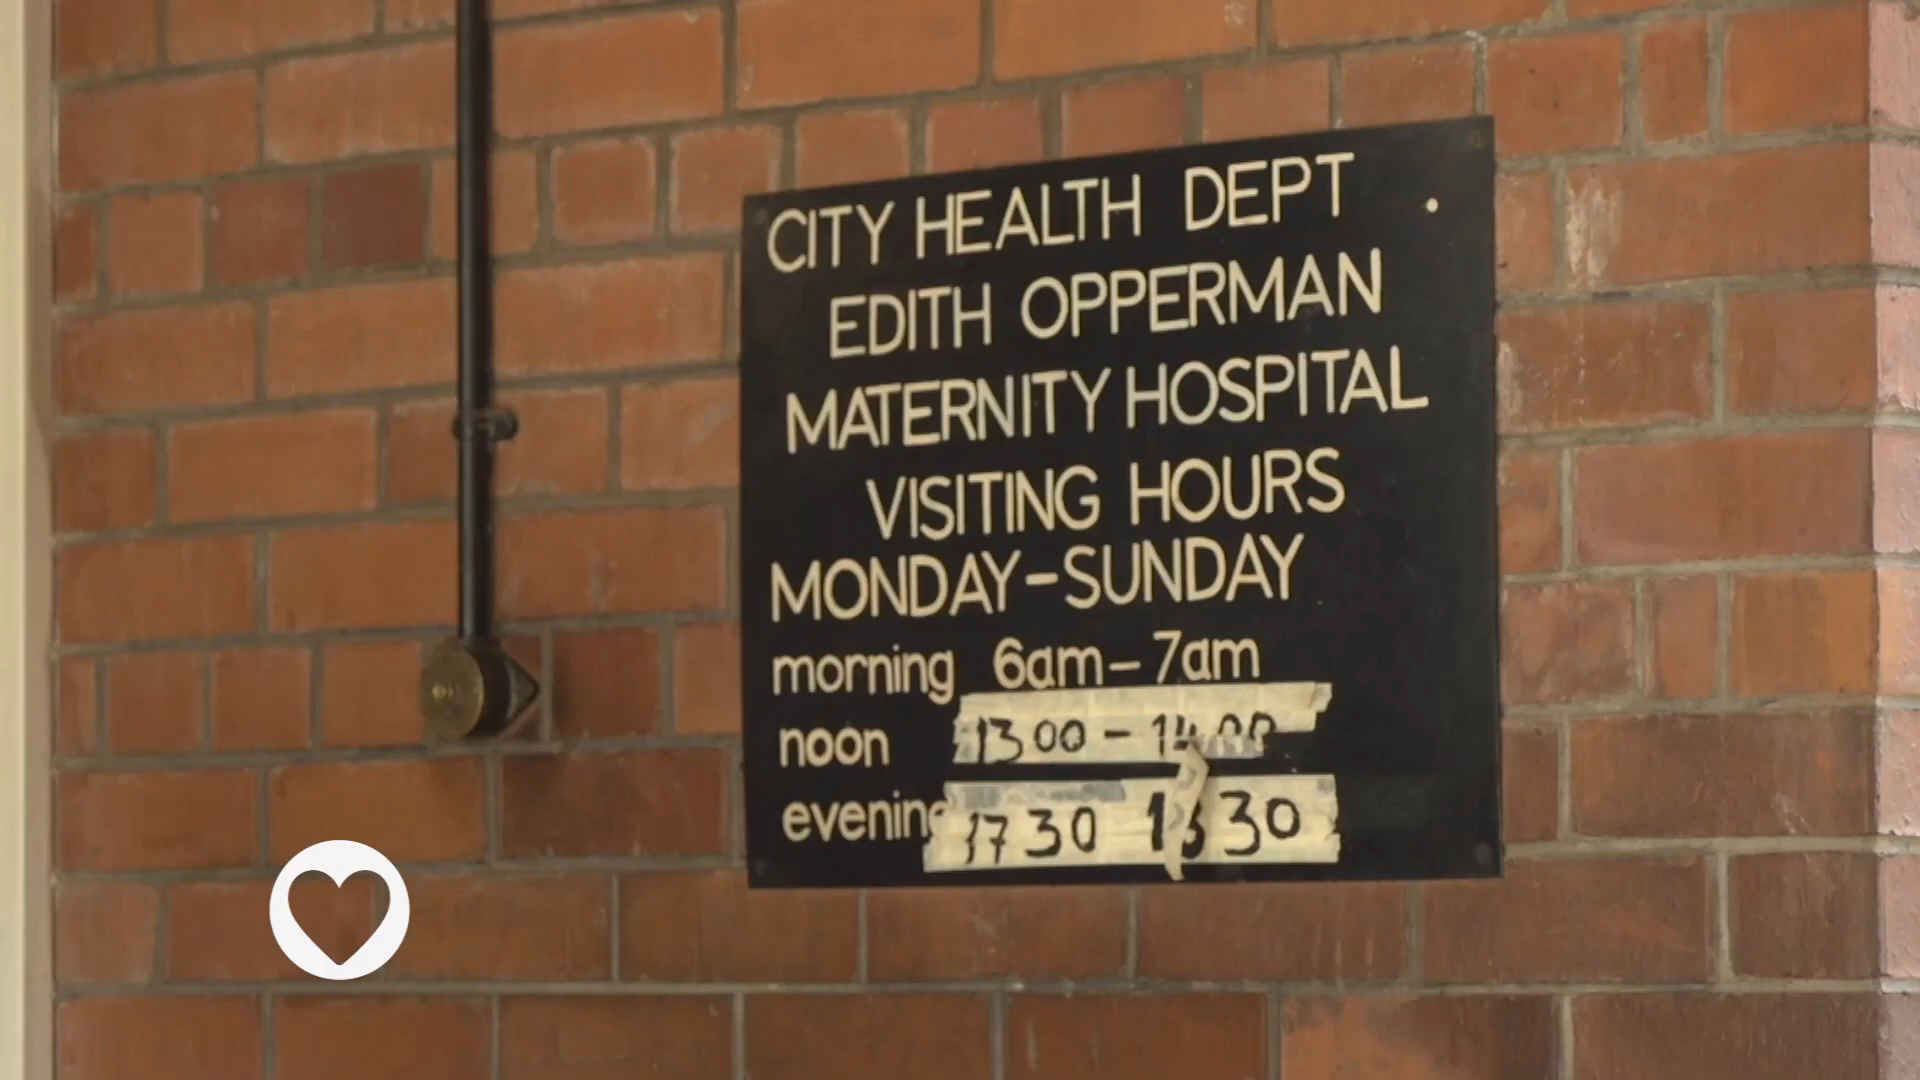 CITY HEALTH DEPT
EDITH OPPERMAN
MATERNITY HOSPITAL
VISITING HOURS
MONDAY-SUNDAY
morning 6am-7am
noon 13 00 - 14 00
evening 17 30 18 30